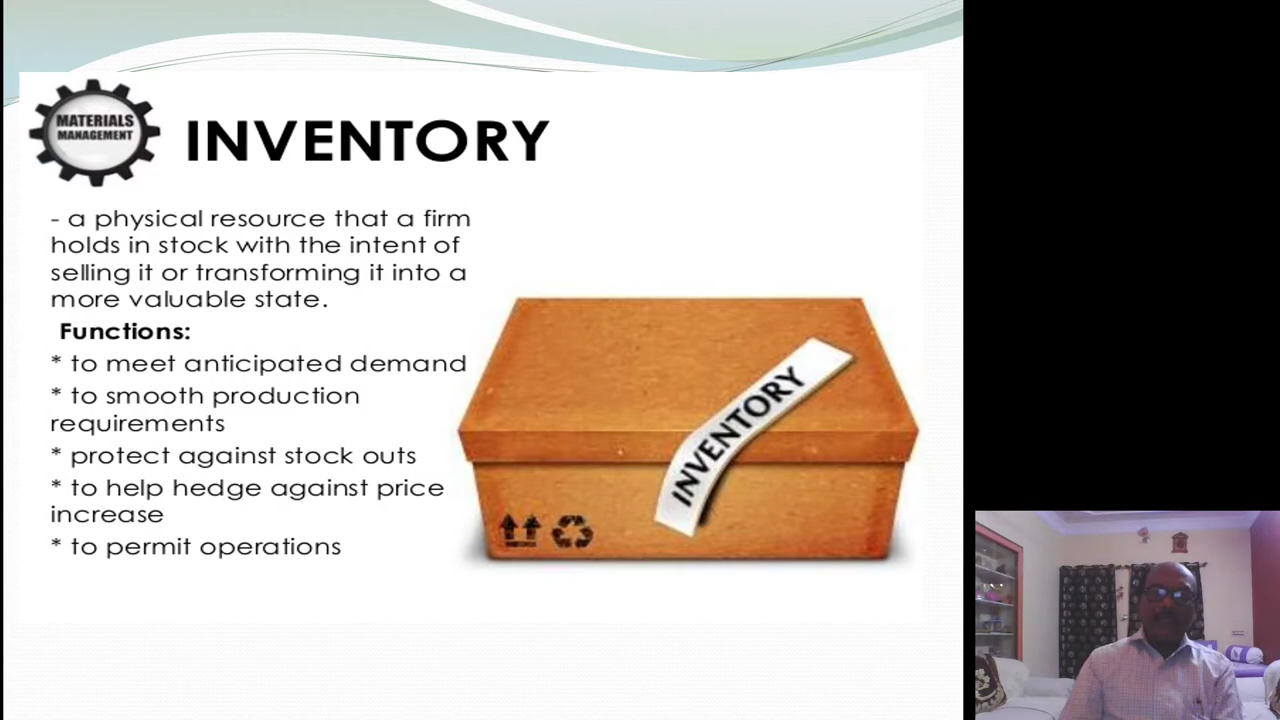 MATERIALS
MANAGEMENT
INVENTORY
- a physical resource that a firm
holds in stock with the intent of
selling it or transforming it into a
more valuable state.
Functions:
* to meet anticipated demand
* to smooth production
requirements
* protect against stock outs
* to help hedge against price
increase
* to permit operations
INVENTORY